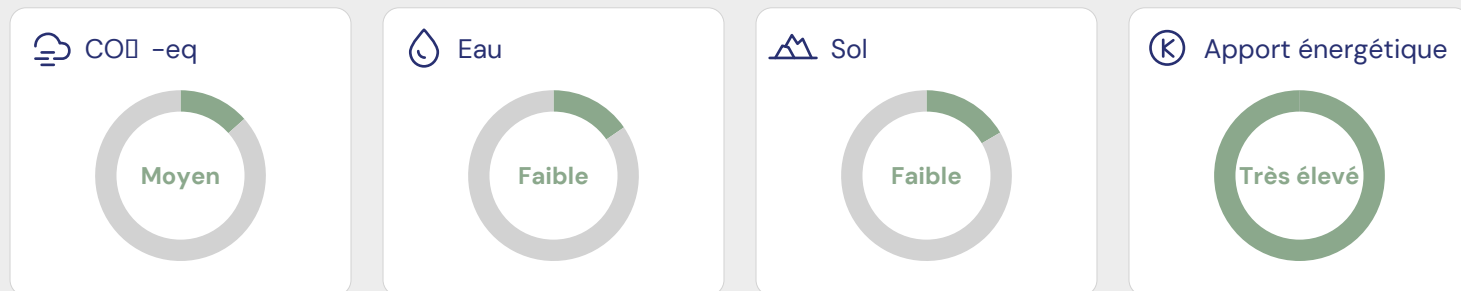 CO▯ -eq
Moyen
Eau
Faible
Sol
Faible
Apport énergétique
Très élevé